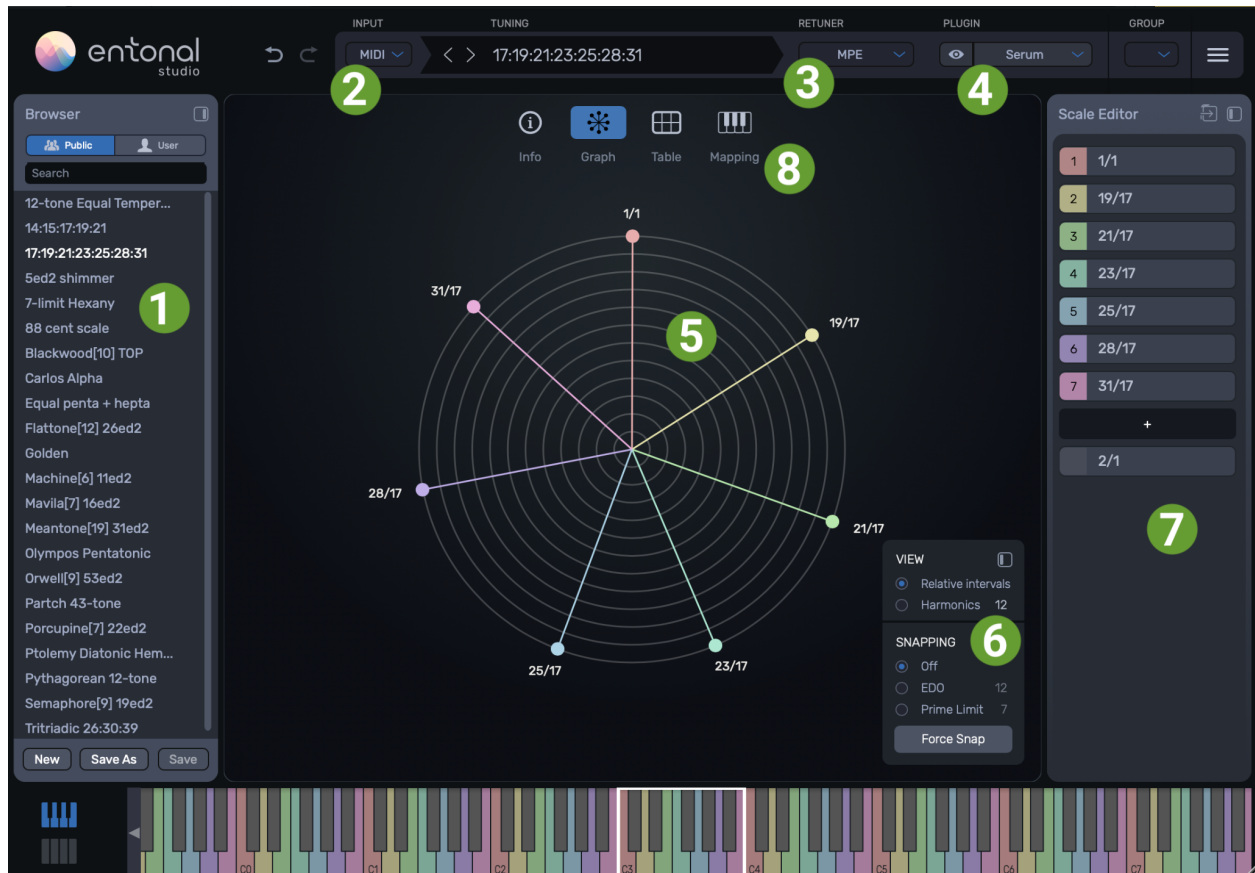 INPUT
TUNING
RETUNER
PLUGIN
GROUP
entonal
studio
MIDI
17:19:21:23:25:28:31
MPE
Serum
2
3
4
Browser
Public
User
Search
12-tone Equal Temper...
14:15:17:19:21
17:19:21:23:25:28:31
5ed2 shimmer
7-limit Hexany
88 cent scale
Blackwood[10] TOP
Carlos Alpha
Equal penta + hepta
Flattone[12] 26ed2
Golden
Machine[6] 11ed2
Mavila[7] 16ed2
Meantone[19] 31ed2
Olympos Pentatonic
Orwell[9] 53ed2
Partch 43-tone
Porcupine[7] 22ed2
Ptolemy Diatonic Hem...
Pythagorean 12-tone
Semaphore[9] 19ed2
Tritriadic 26:30:39
New
Save As
Save
1
Info
Graph
Table
Mapping
8
1/1
31/17
19/17
5
28/17
21/17
25/17
23/17
VIEW
Relative intervals
Harmonics 12
SNAPPING
6
Off
EDO 12
Prime Limit 7
Force Snap
Scale Editor
1 1/1
2 19/17
3 21/17
4 23/17
5 25/17
6 28/17
7 31/17
+
2/1
7
C0
C1
C2
C3
C4
C5
C6
C7